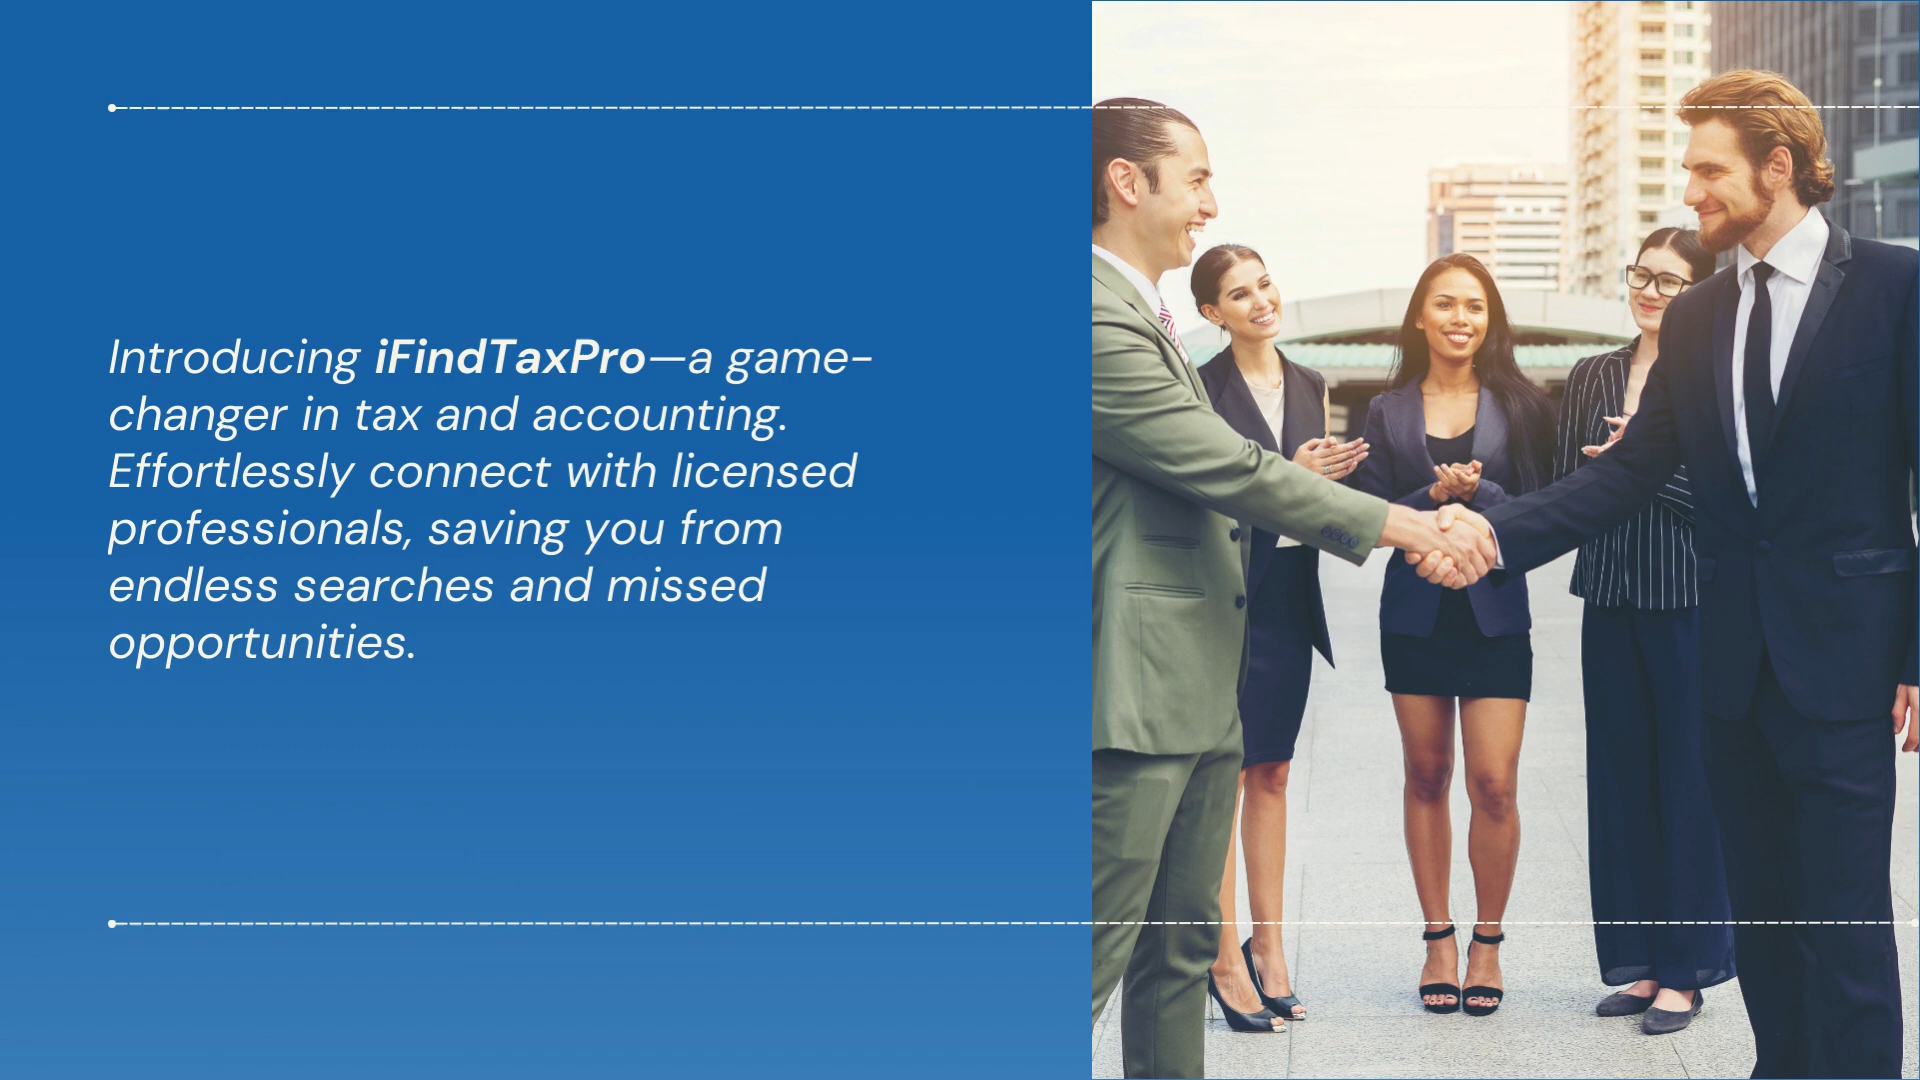 Introducing iFindTaxPro—a game-
changer in tax and accounting.
Effortlessly connect with licensed
professionals, saving you from
endless searches and missed
opportunities.